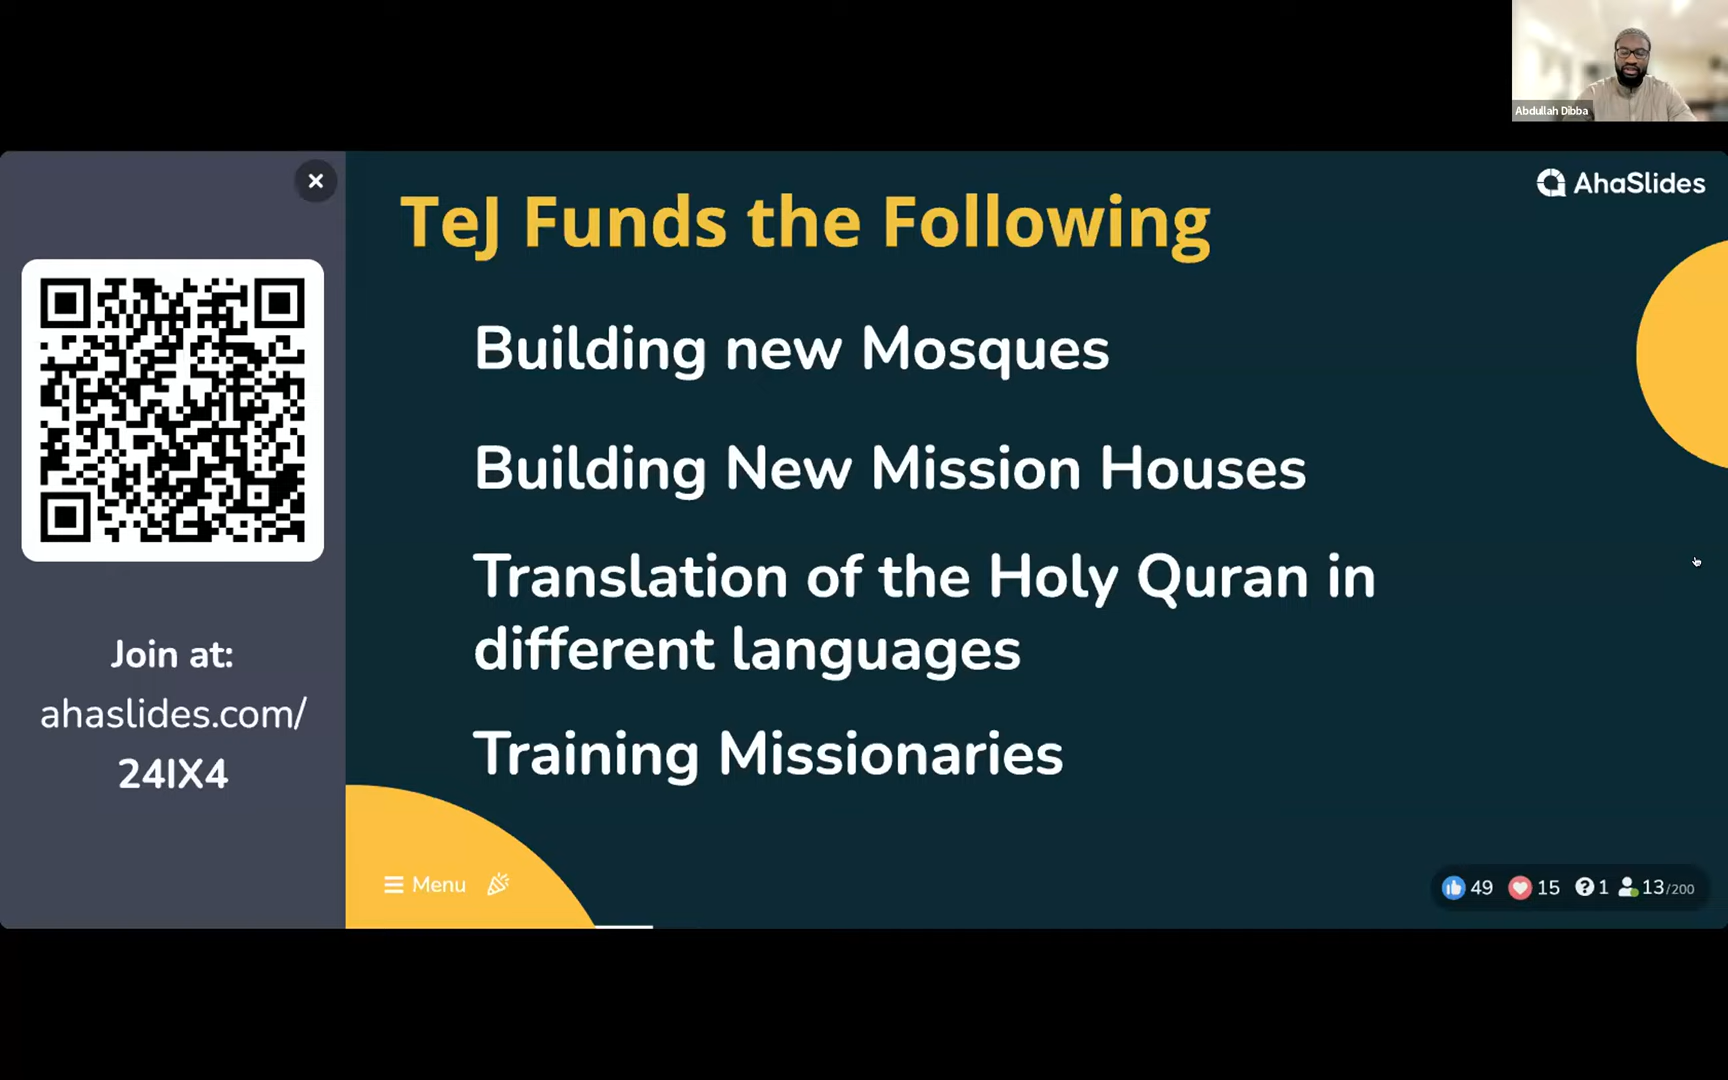 Abdullah Dibba
AhaSlides
TeJ Funds the Following
Building new Mosques
Building New Mission Houses
Translation of the Holy Quran in
different languages
Training Missionaries
Join at:
ahaslides.com/
24IX4
Menu
49 15 1 13/200